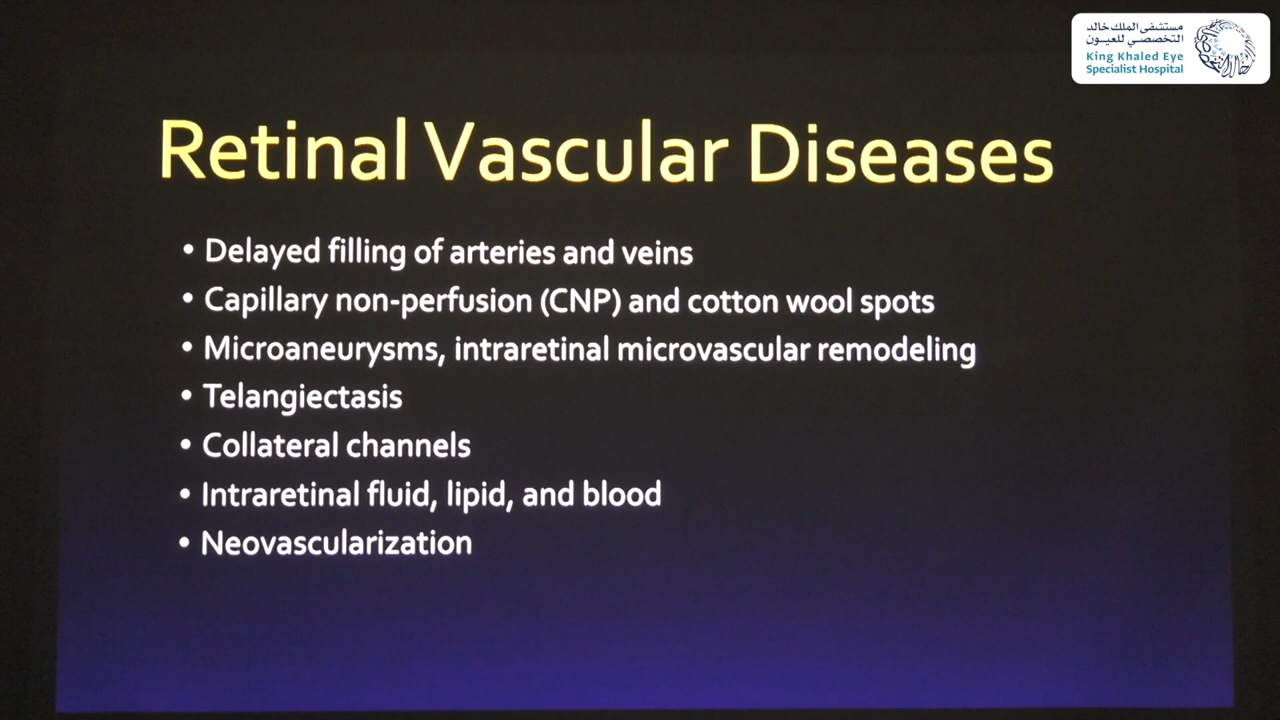 مستشفى الملك خالد
التخصصي للعيون
King Khaled Eye
Specialist Hospital
Retinal Vascular Diseases
• Delayed filling of arteries and veins
• Capillary non-perfusion (CNP) and cotton wool spots
• Microaneurysms, intraretinal microvascular remodeling
• Telangiectasis
• Collateral channels
• Intraretinal fluid, lipid, and blood
• Neovascularization